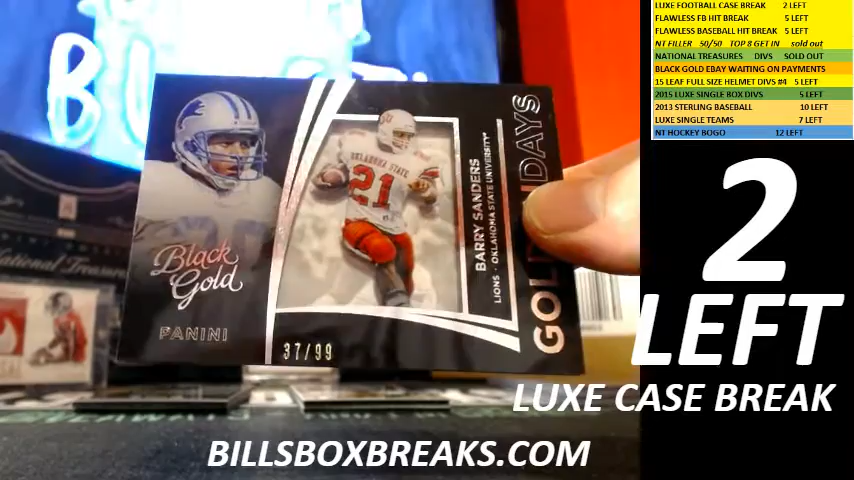 LUXE FOOTBALL CASE BREAK 2 LEFT
FLAWLESS FB HIT BREAK 5 LEFT
FLAWLESS BASEBALL HIT BREAK 5 LEFT
NT FILLER 50/50 TOP 8 GET IN sold out
NATIONAL TREASURES DIVS SOLD OUT
BLACK GOLD EBAY WAITING ON PAYMENTS
15 LEAF FULL SIZE HELMET DIVS #4 5 LEFT
2015 LUXE SINGLE BOX DIVS 5 LEFT
2013 STERLING BASEBALL 10 LEFT
LUXE SINGLE TEAMS 7 LEFT
NT HOCKEY BOGO 12 LEFT
Black
Gold
PANINI
37/99
OKLAHOMA STATE
21
BARRY SANDERS
LIONS · OKLAHOMA STATE UNIVERSITY
GOLD DAYS
National Treasures
2
LEFT
LUXE CASE BREAK
BILLSBOXBREAKS.COM